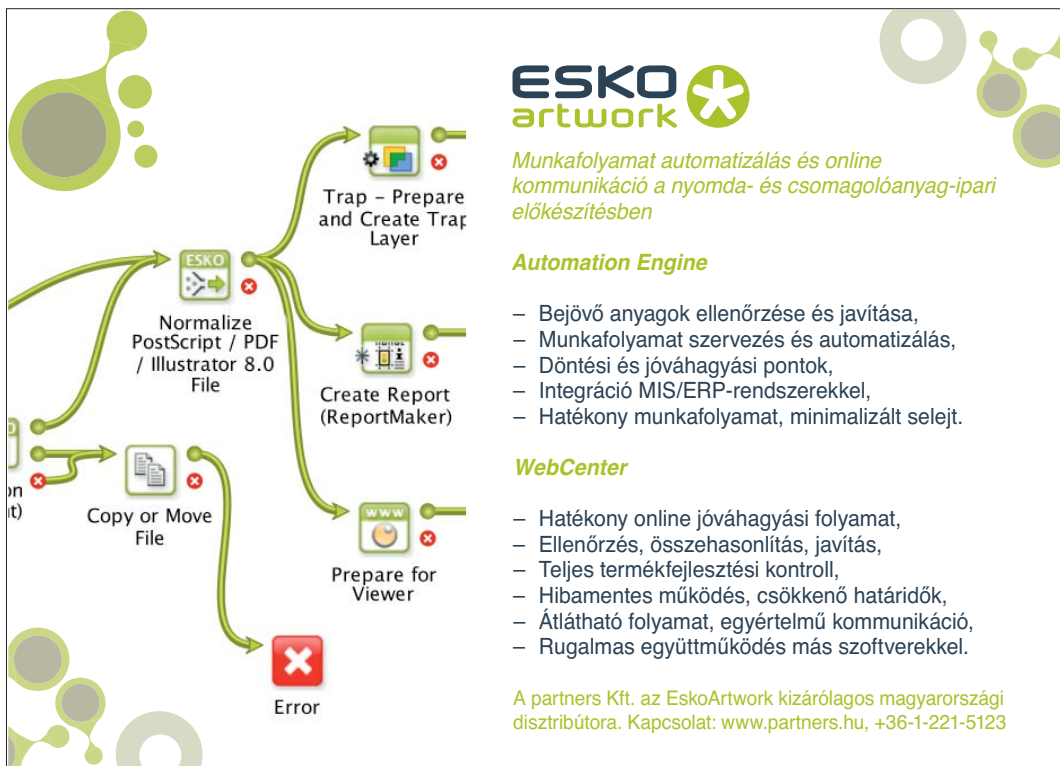 ESKO
artwork
Munkafolyamat automatizálás és online
kommunikáció a nyomda- és csomagolóanyag-ipari
előkészítésben
Automation Engine
– Bejövő anyagok ellenőrzése és javítása,
– Munkafolyamat szervezés és automatizálás,
– Döntési és jóváhagyási pontok,
– Integráció MIS/ERP-rendszerekkel,
– Hatékony munkafolyamat, minimalizált selejt.
WebCenter
– Hatékony online jóváhagyási folyamat,
– Ellenőrzés, összehasonlítás, javítás,
– Teljes termékfejlesztési kontroll,
– Hibamentes működés, csökkenő határidők,
– Átlátható folyamat, egyértelmű kommunikáció,
– Rugalmas együttműködés más szoftverekkel.
A partners Kft. az EskoArtwork kizárólagos magyarországi
disztribútora. Kapcsolat: www.partners.hu, +36-1-221-5123
Trap – Prepare
and Create Trap
Layer
ESKO
Normalize
PostScript / PDF
/ Illustrator 8.0
File
Create Report
(ReportMaker)
Copy or Move
File
www
Prepare for
Viewer
Error